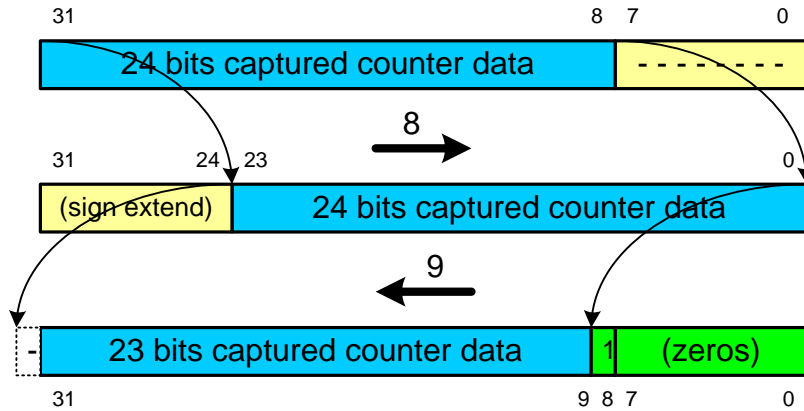 31 8 7 0
24 bits captured counter data - - - - - - - -
8
31 24 23 0
(sign extend) 24 bits captured counter data
9
- 23 bits captured counter data 1 (zeros)
31 9 8 7 0